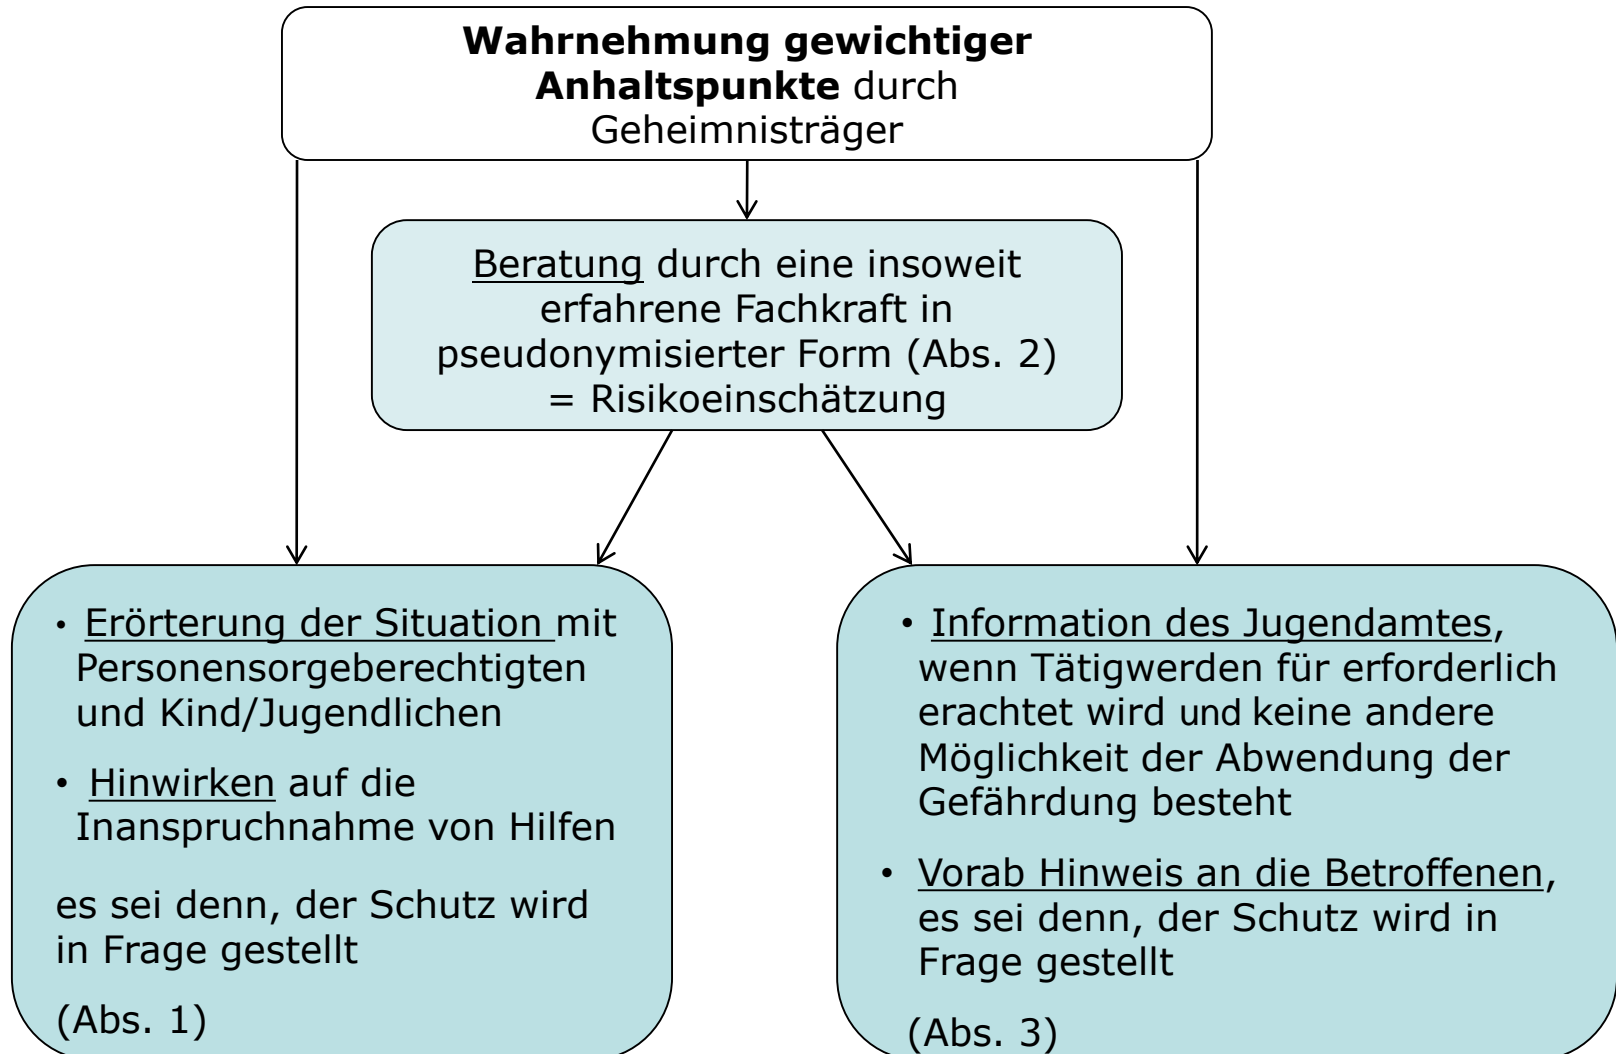 Wahrnehmung gewichtiger
Anhaltspunkte durch
Geheimnisträger
Beratung durch eine insoweit
erfahrene Fachkraft in
pseudonymisierter Form (Abs. 2)
= Risikoeinschätzung
• Erörterung der Situation mit
Personensorgeberechtigten
und Kind/Jugendlichen
• Hinwirken auf die
Inanspruchnahme von Hilfen
es sei denn, der Schutz wird
in Frage gestellt
(Abs. 1)
• Information des Jugendamtes,
wenn Tätigwerden für erforderlich
erachtet wird und keine andere
Möglichkeit der Abwendung der
Gefährdung besteht
• Vorab Hinweis an die Betroffenen,
es sei denn, der Schutz wird in
Frage gestellt
(Abs. 3)